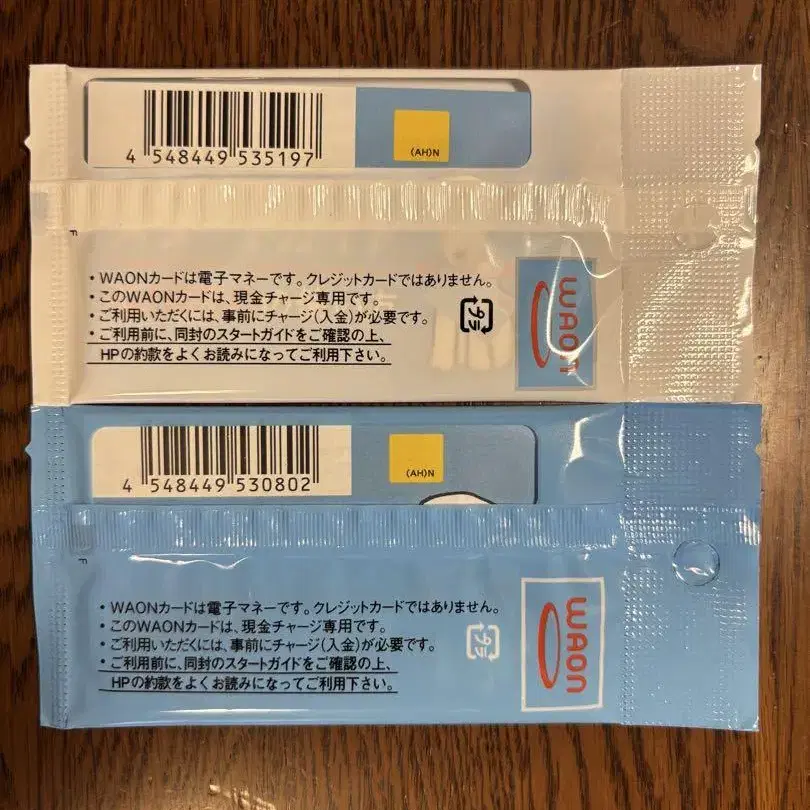 4 548449 535197
(AH)N
F
・WAONカードは電子マネーです。クレジットカードではありません。
・このWAONカードは、現金チャージ専用です。
・ご利用いただくには、事前にチャージ(入金)が必要です。
・ご利用前に、同封のスタートガイドをご確認の上、
HPの約款をよくお読みになってご利用下さい。
プラ
WAON
4 548449 530802
(AH)N
F
・WAONカードは電子マネーです。クレジットカードではありません。
・このWAONカードは、現金チャージ専用です。
・ご利用いただくには、事前にチャージ(入金)が必要です。
・ご利用前に、同封のスタートガイドをご確認の上、
HPの約款をよくお読みになってご利用下さい。
プラ
WAON